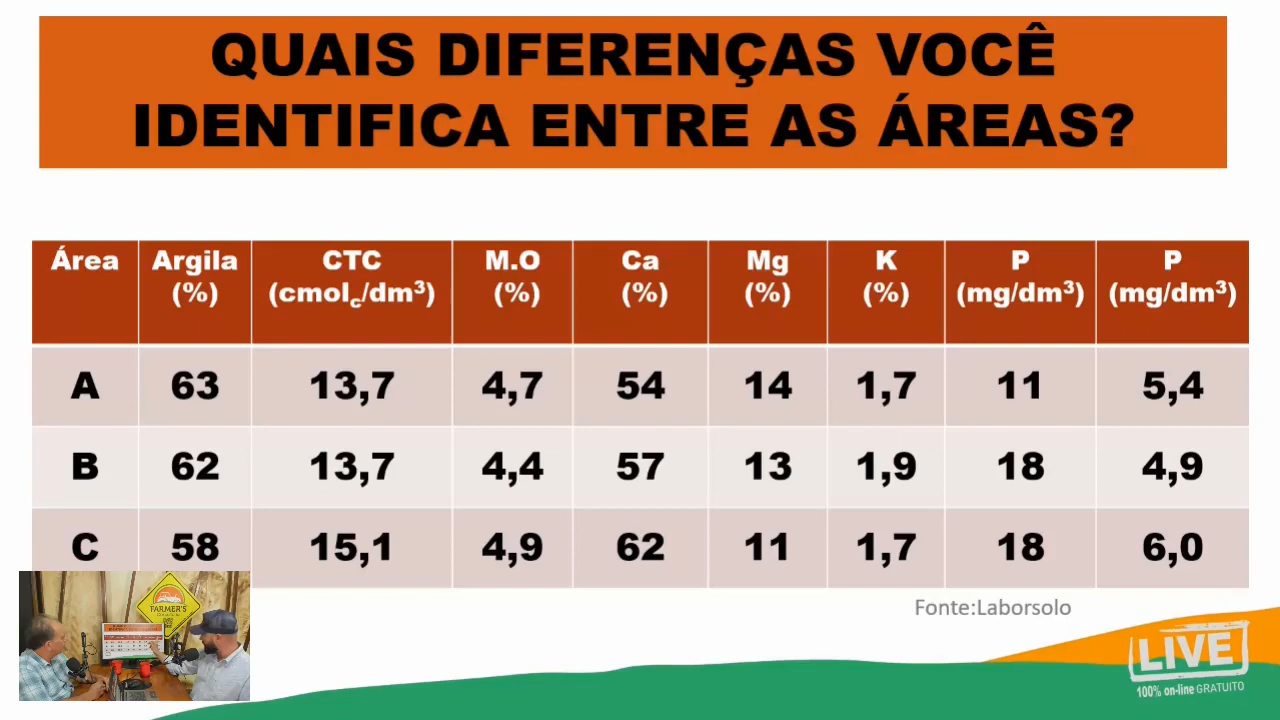 QUAIS DIFERENÇAS VOCÊ
IDENTIFICA ENTRE AS ÁREAS?
Área Argila (%) CTC (cmolc/dm³) M.O (%) Ca (%) Mg (%) K (%) P (mg/dm³) P (mg/dm³)
A 63 13,7 4,7 54 14 1,7 11 5,4
B 62 13,7 4,4 57 13 1,9 18 4,9
C 58 15,1 4,9 62 11 1,7 18 6,0
Fonte:Laborsolo
FARMER'S
LIVE
100% on-line GRATUITO